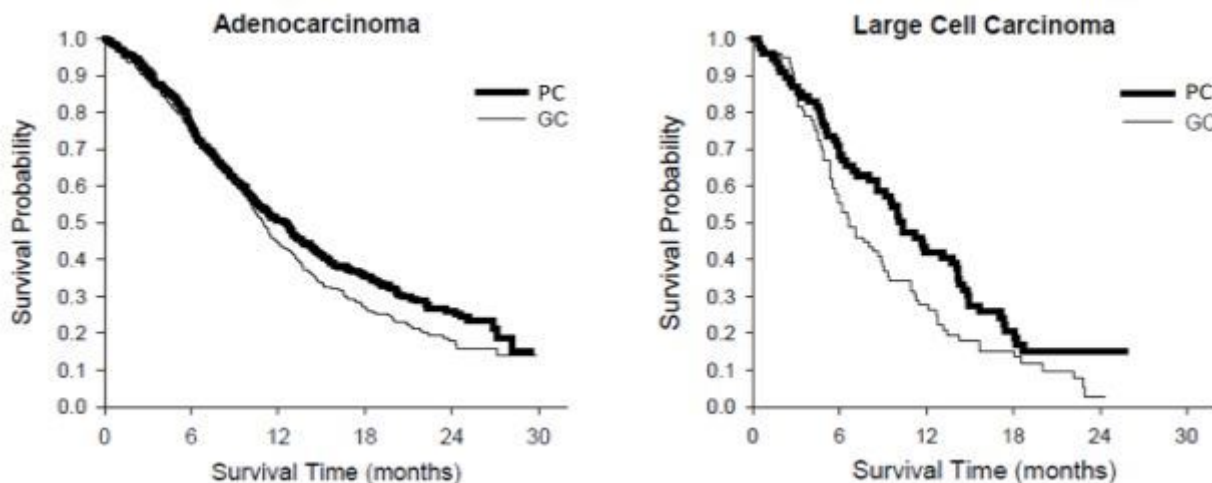 Adenocarcinoma
1.0
0.9
0.8
0.7
0.6
0.5
0.4
0.3
0.2
0.1
0.0
Survival Probability
PC
GC
0 6 12 18 24 30
Survival Time (months)
Large Cell Carcinoma
1.0
0.9
0.8
0.7
0.6
0.5
0.4
0.3
0.2
0.1
0.0
Survival Probability
PC
GC
0 6 12 18 24 30
Survival Time (months)